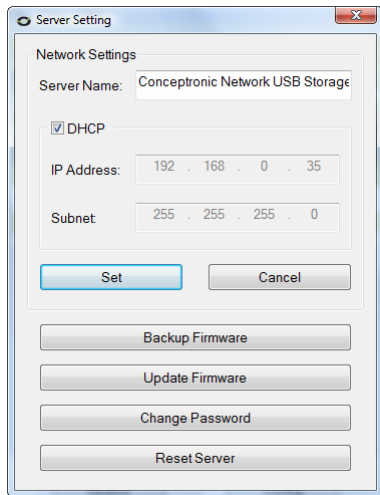 Server Setting
Network Settings
Server Name: Conceptronic Network USB Storage
DHCP
IP Address: 192 . 168 . 0 . 35
Subnet: 255 . 255 . 255 . 0
Set Cancel
Backup Firmware
Update Firmware
Change Password
Reset Server